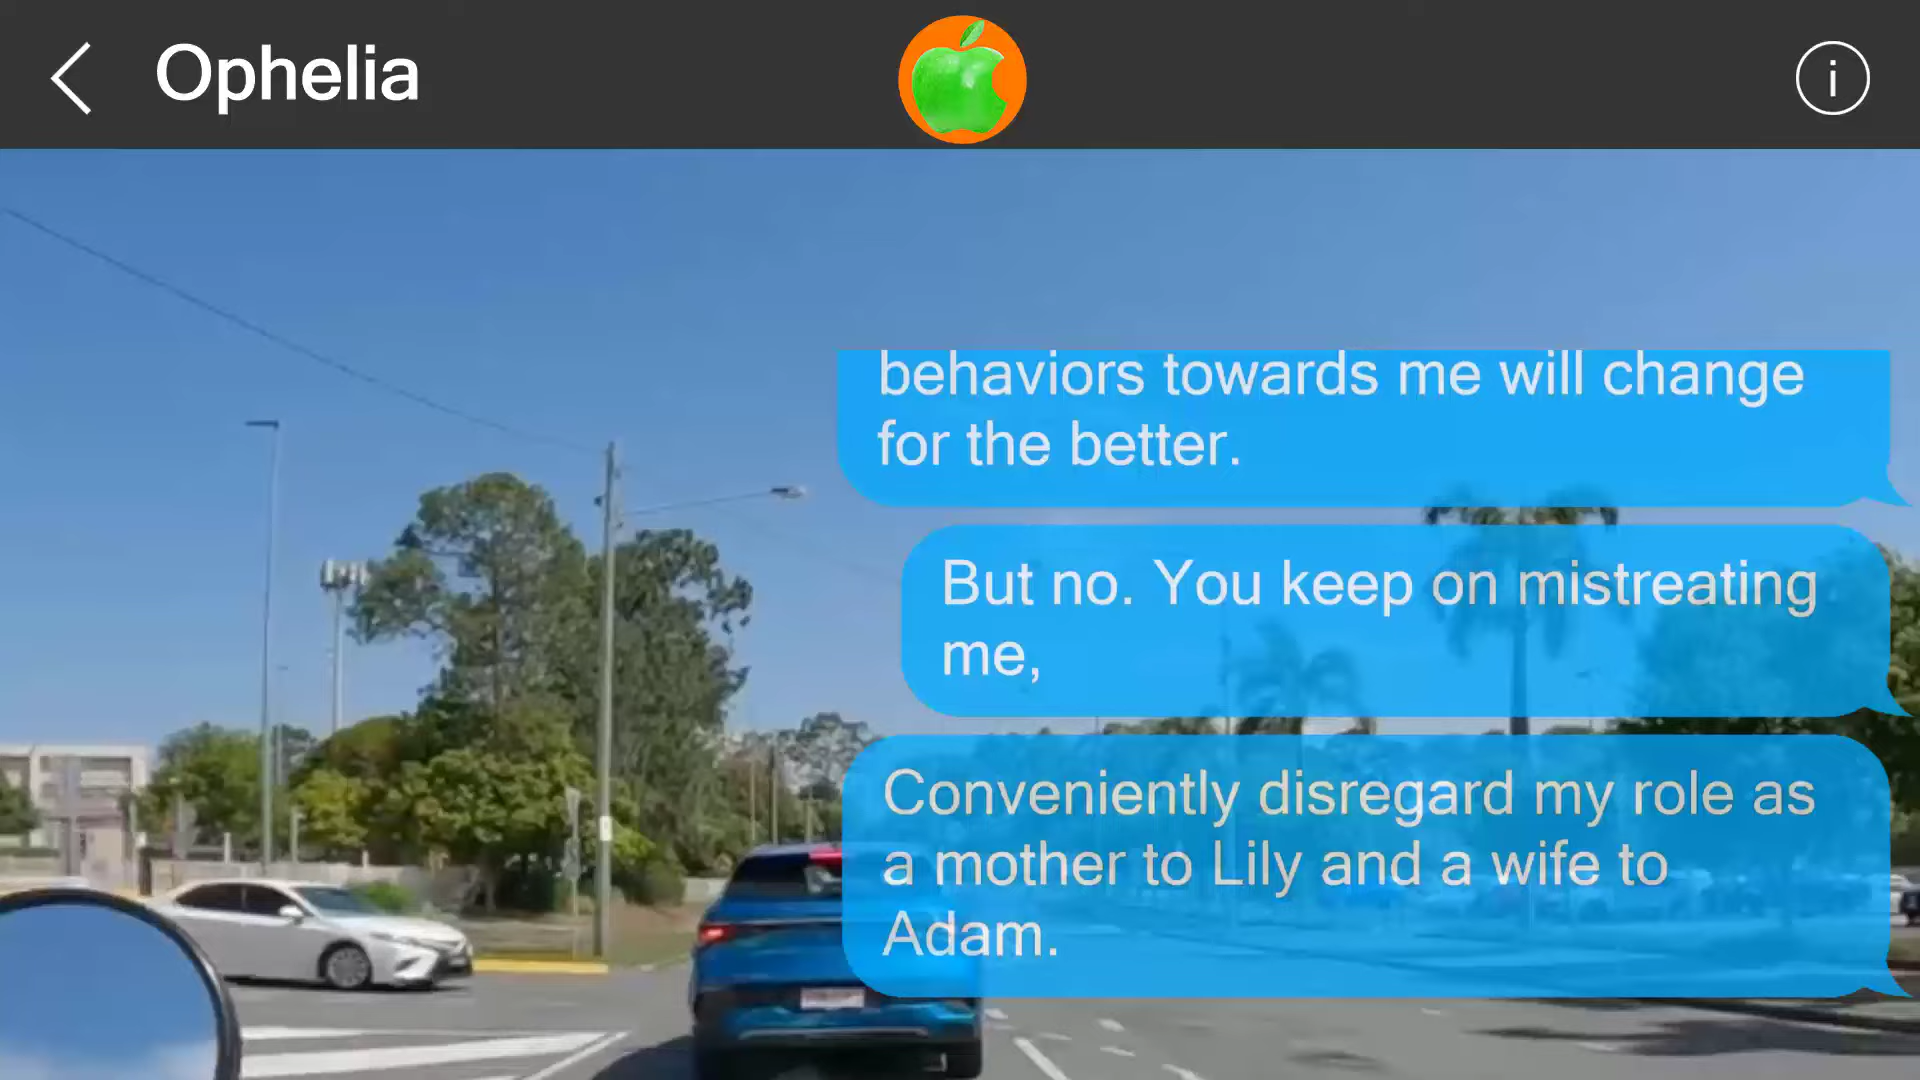 Ophelia
behaviors towards me will change
for the better.
But no. You keep on mistreating
me,
Conveniently disregard my role as
a mother to Lily and a wife to
Adam.